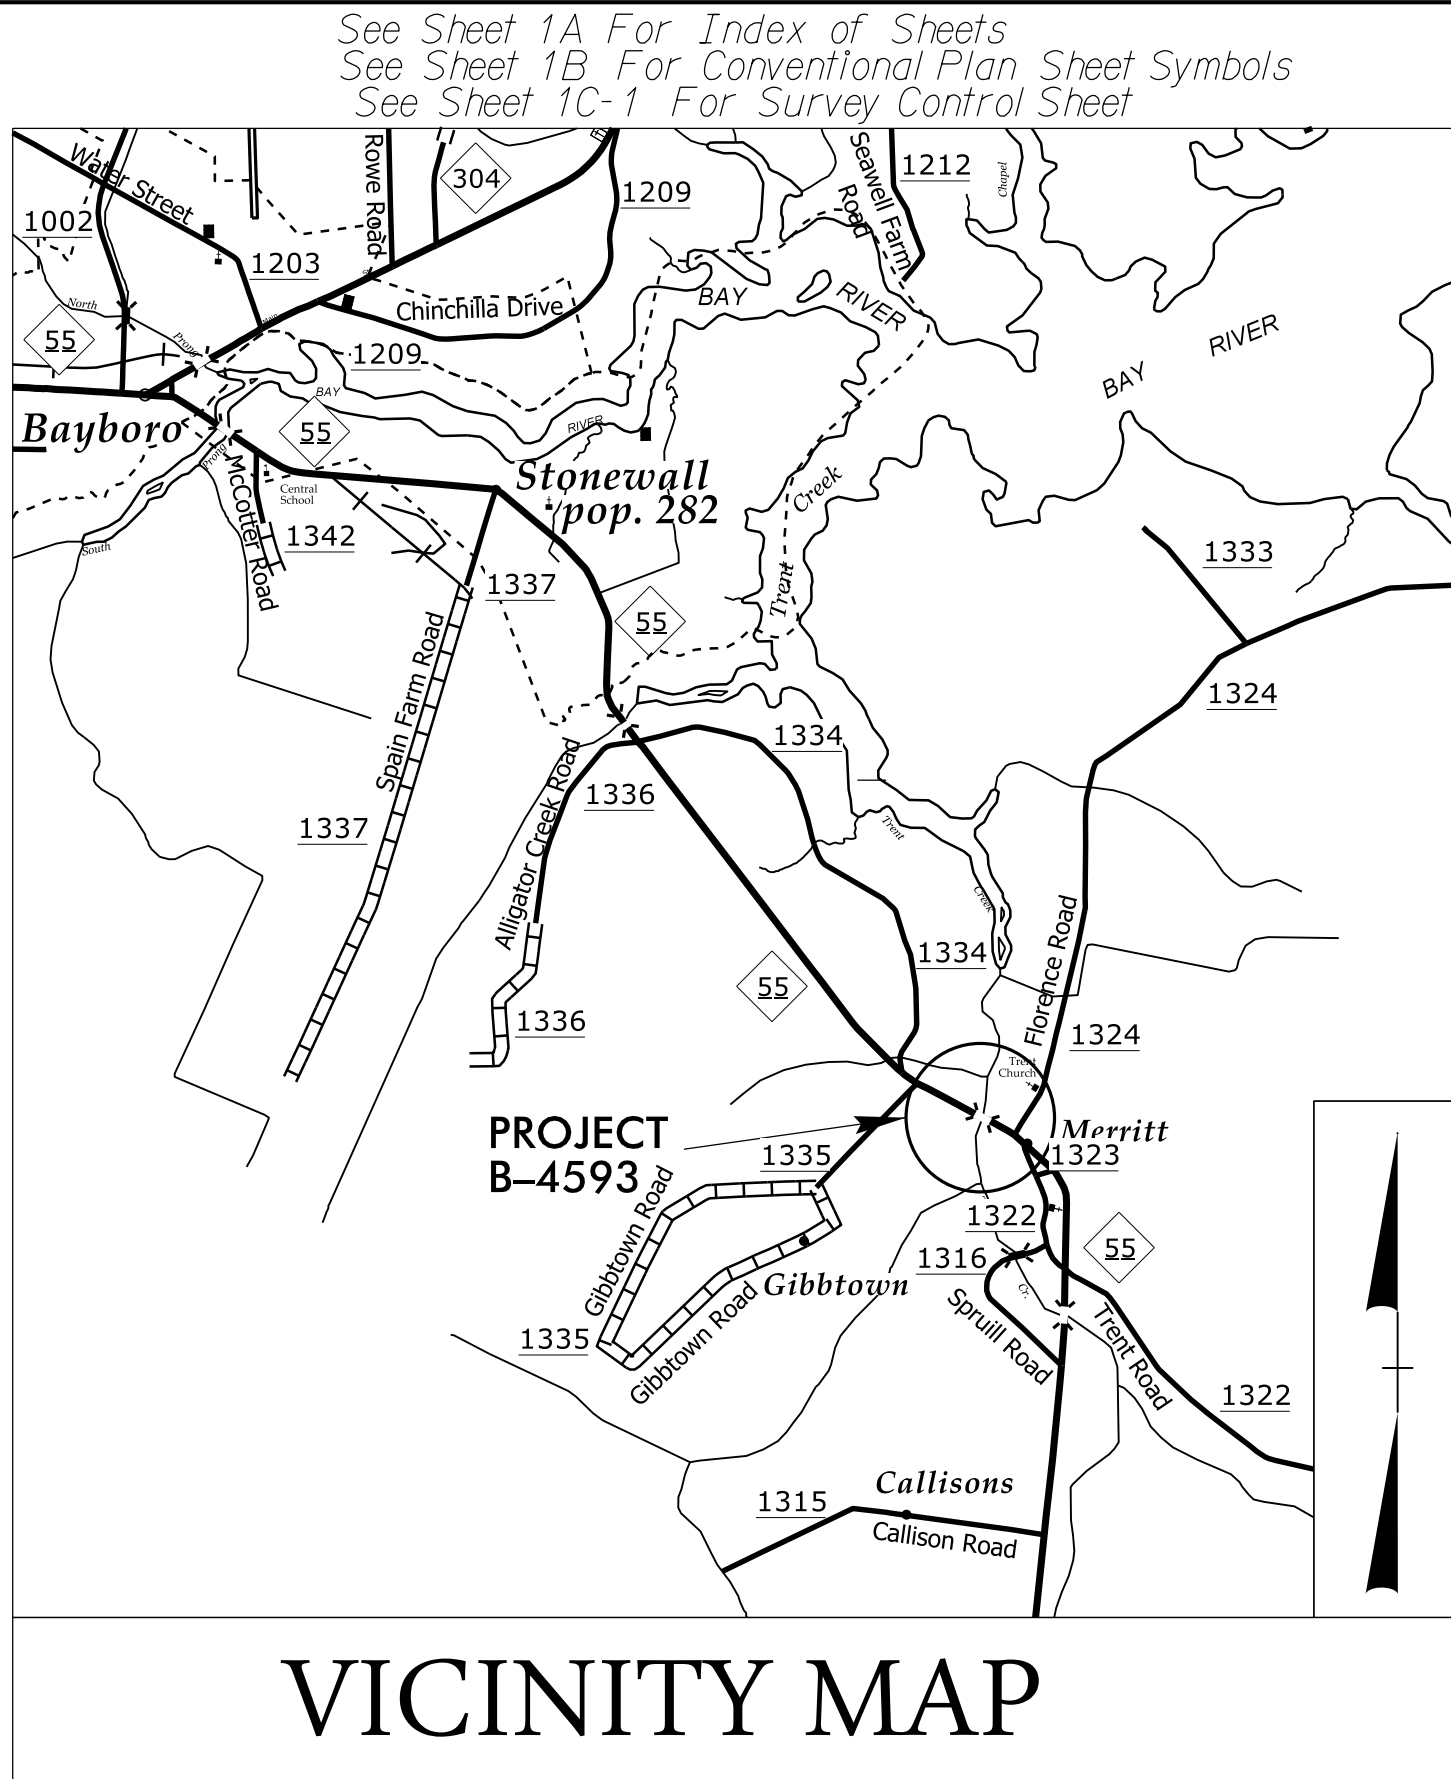 See Sheet 1A For Index of Sheets
See Sheet 1B For Conventional Plan Sheet Symbols
See Sheet 1C-1 For Survey Control Sheet
Water Street
Rowe Road
304
1209
Seawell Farm
Road
1212
Chapel
1002
1203
North
Prong
Main
55
Chinchilla Drive
BAY
RIVER
BAY
RIVER
1209
BAY
RIVER
Bayboro
55
Prong
McCotter Road
Central
School
Stonewall
pop. 282
Creek
Trent
South
1342
1337
1333
55
Spain Farm Road
1324
1334
1336
Alligator Creek Road
1337
Trent
Creek
Florence Road
1334
55
1336
1324
Trent
Church
PROJECT
B–4593
Merritt
1335
1323
Gibbtown Road
1322
55
1316
Gibbtown
Cr.
Spruill Road
Trent Road
1335
Gibbtown Road
1322
Callisons
1315
Callison Road
VICINITY MAP